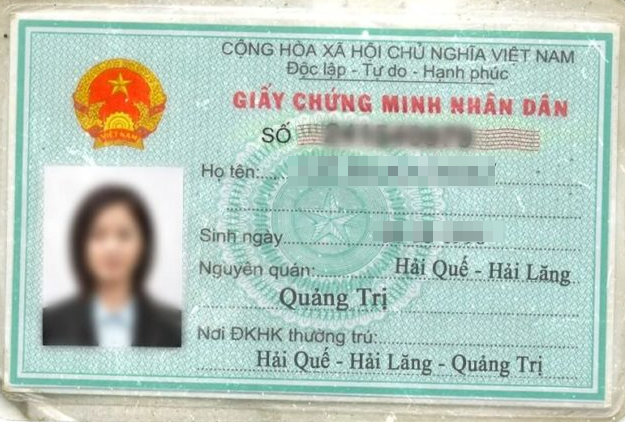 CỘNG HÒA XÃ HỘI CHỦ NGHĨA VIỆT NAM
Độc lập - Tự do - Hạnh phúc
GIẤY CHỨNG MINH NHÂN DÂN
SỐ
Họ tên:
Sinh ngày
Nguyên quán: Hải Quế - Hải Lăng
Quảng Trị
Nơi ĐKHK thường trú:
Hải Quế - Hải Lăng - Quảng Trị
VIỆT NAM